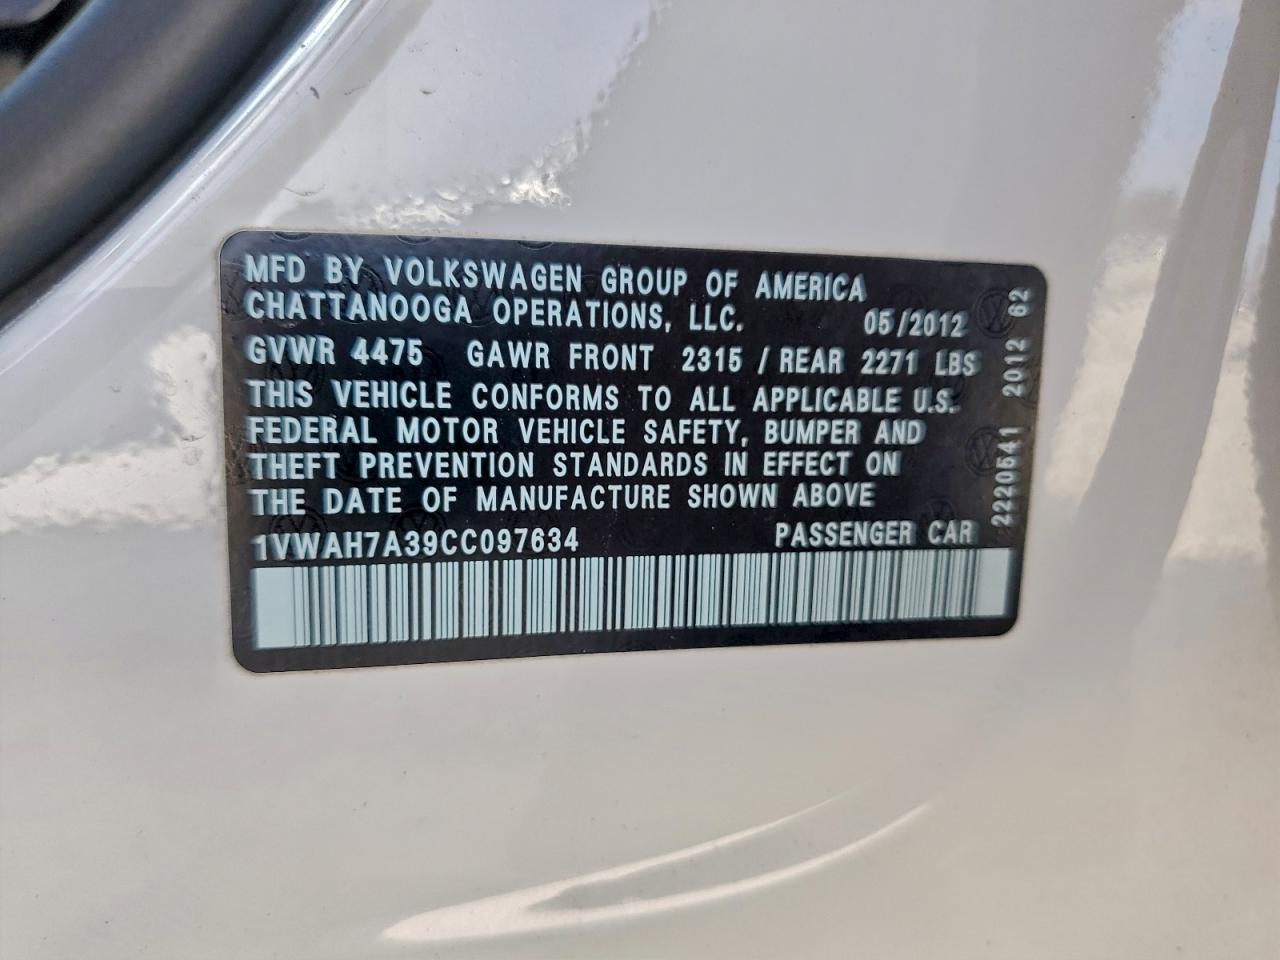 MFD BY VOLKSWAGEN GROUP OF AMERICA
CHATTANOOGA OPERATIONS, LLC. 05/2012
GVWR 4475 GAWR FRONT 2315 / REAR 2271 LBS
THIS VEHICLE CONFORMS TO ALL APPLICABLE U.S.
FEDERAL MOTOR VEHICLE SAFETY, BUMPER AND
THEFT PREVENTION STANDARDS IN EFFECT ON
THE DATE OF MANUFACTURE SHOWN ABOVE
1VWAH7A39CC097634 PASSENGER CAR
2220541 2012 62